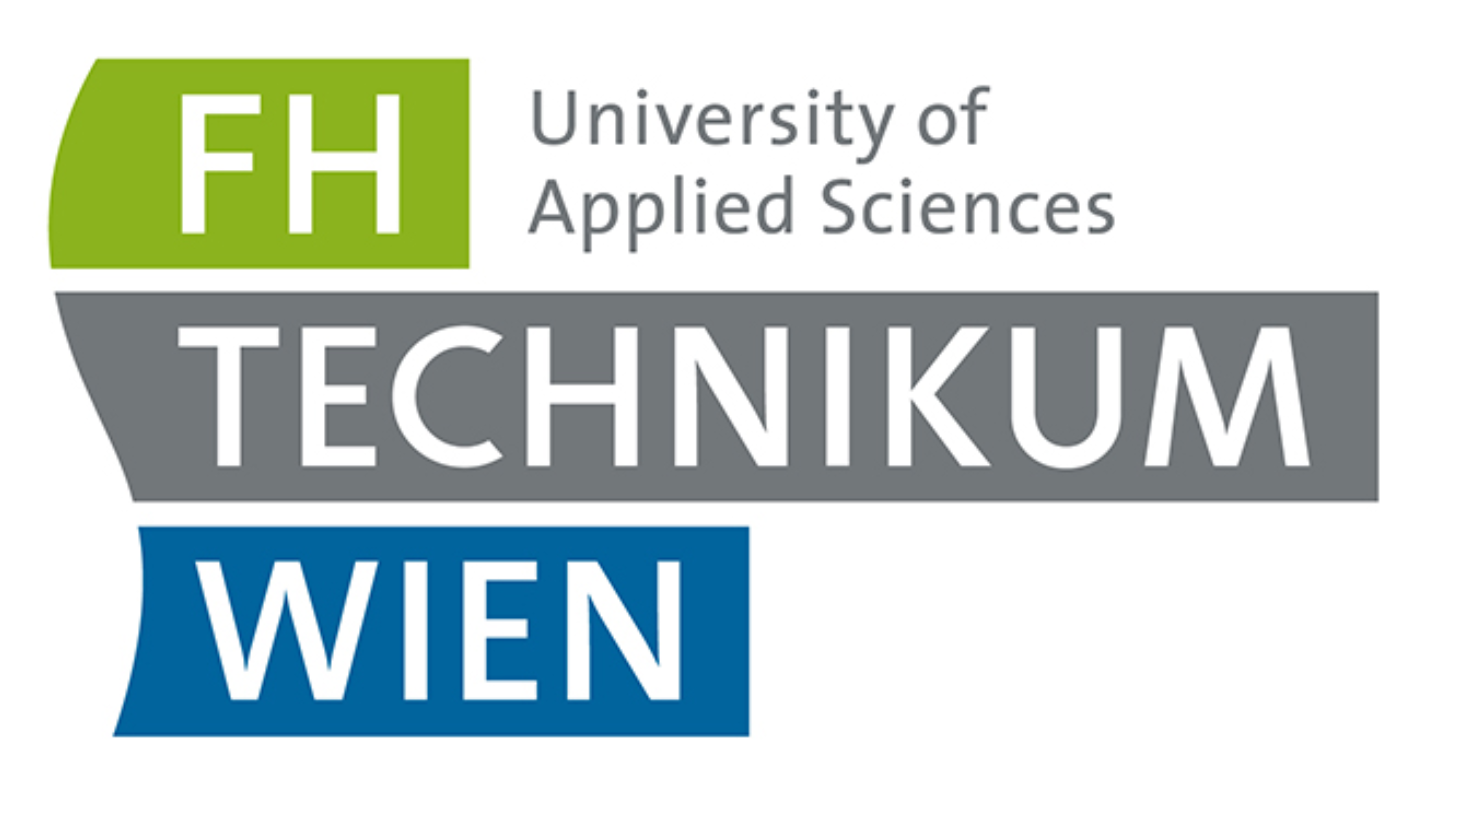 FH
University of
Applied Sciences
TECHNIKUM
WIEN